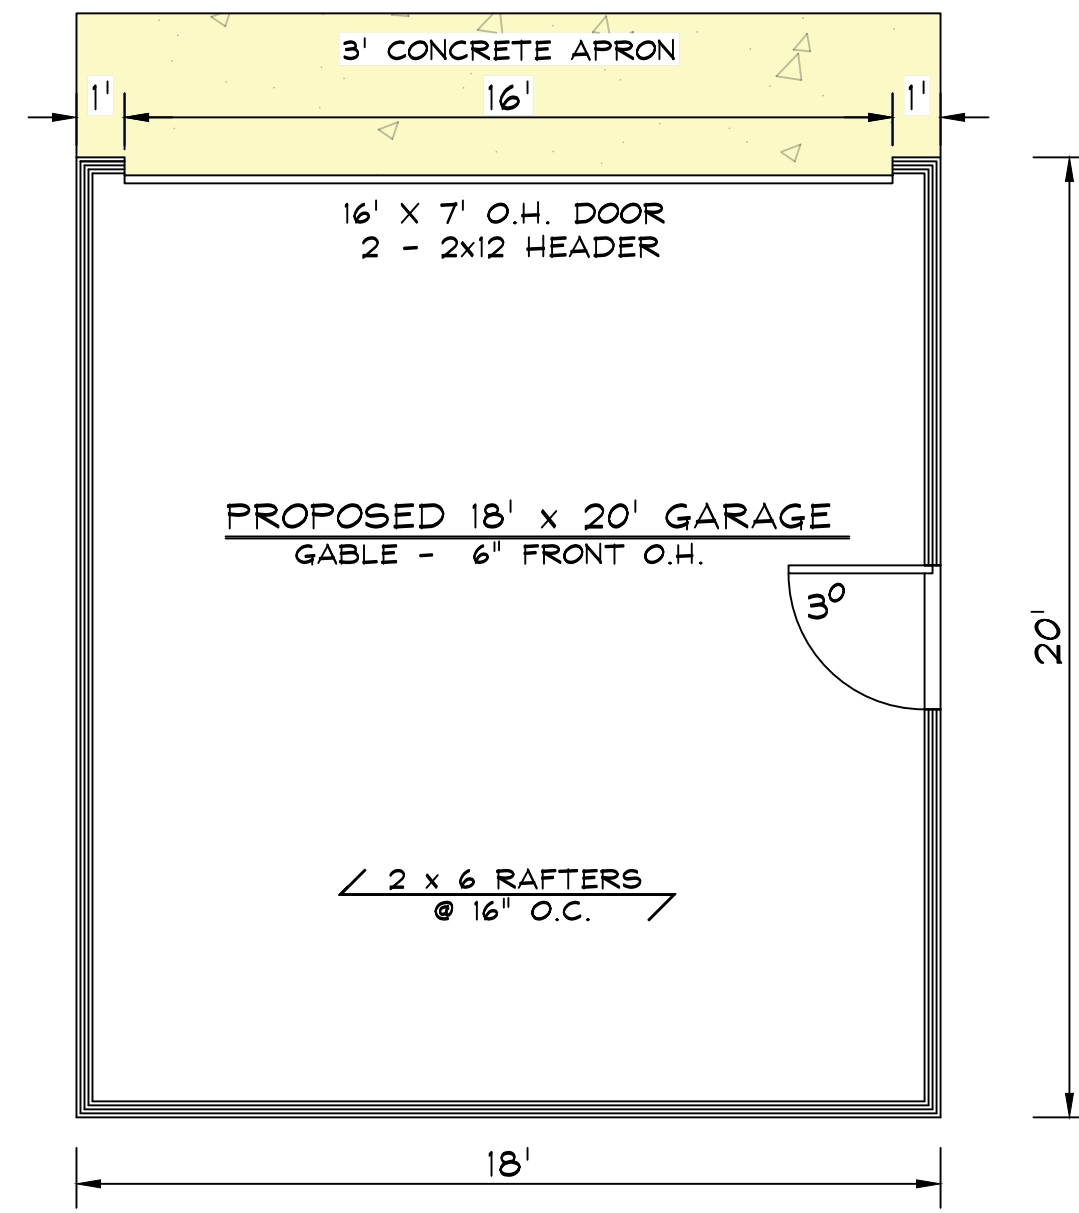 3' CONCRETE APRON
1' 16' 1'
16' X 7' O.H. DOOR
2 - 2x12 HEADER
PROPOSED 18' x 20' GARAGE
GABLE - 6" FRONT O.H.
3⁰
20'
2 x 6 RAFTERS
@ 16" O.C.
18'